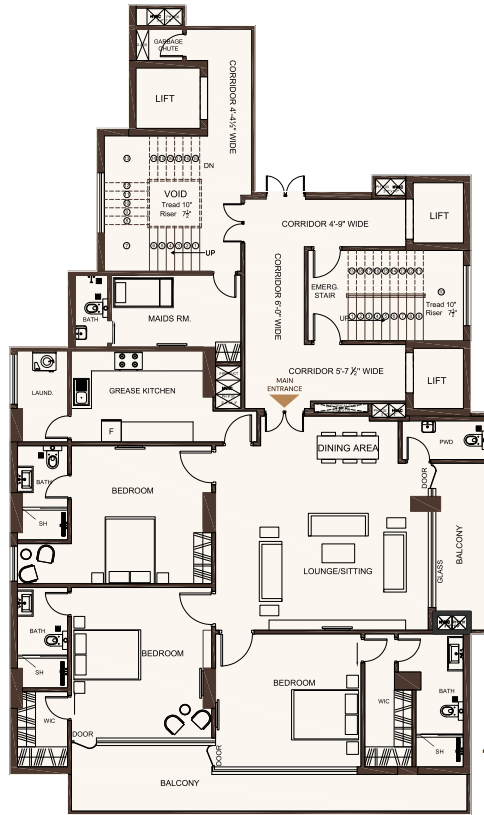 GARBAGE
CHUTE
LIFT
CORRIDOR 4'-4½" WIDE
DN
VOID
Tread 10"
Riser 7½"
UP
CORRIDOR 4'-9" WIDE
LIFT
CORRIDOR 6'-0" WIDE
EMERG.
STAIR
Tread 10"
Riser 7½"
UP
BATH
MAIDS RM.
CORRIDOR 5'-7 ½" WIDE
LIFT
LAUND.
GREASE KITCHEN
F
MAIN
ENTRANCE
DINING AREA
PWD
DOOR
BATH
BEDROOM
SH
LOUNGE/SITTING
GLASS
BALCONY
BATH
SH
BEDROOM
BEDROOM
WIC
DOOR
DOOR
WIC
BATH
SH
BALCONY